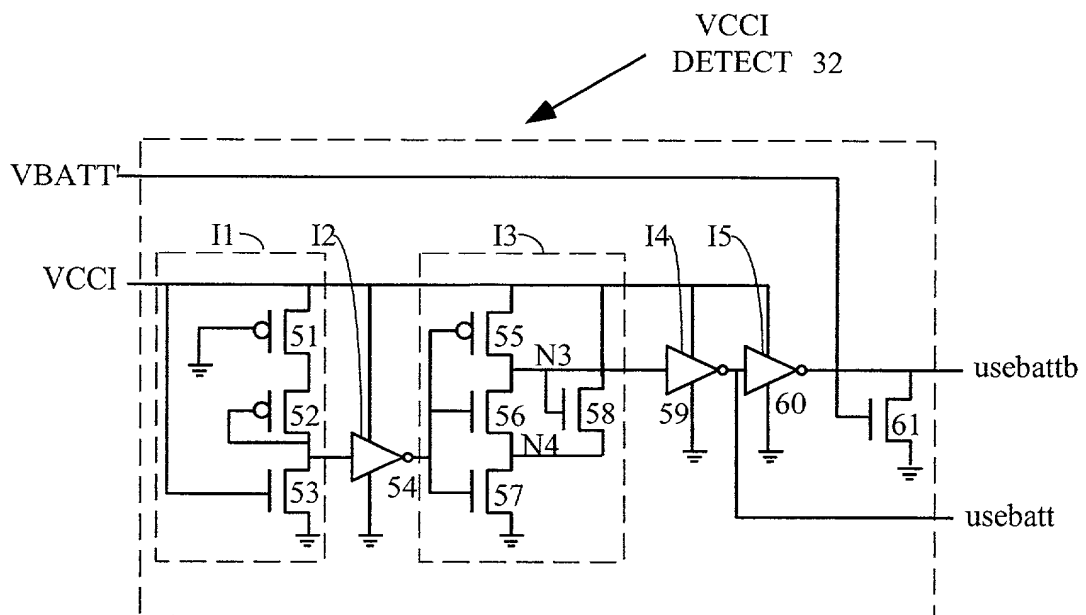 VCCI
DETECT 32
VBATT'
I1
I2
I3
I4
I5
VCCI
51
55
N3
usebattb
52
56
58
59
60
61
N4
53
54
57
usebatt